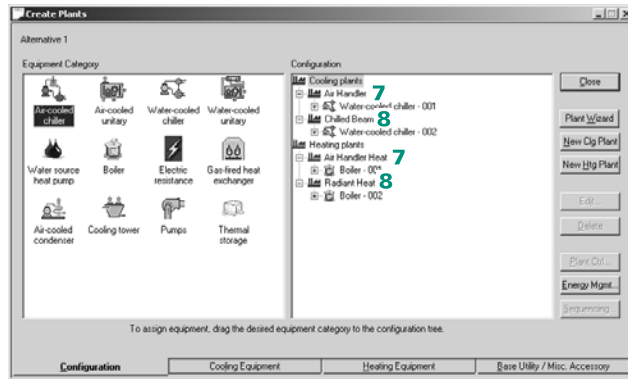 Create Plants
Alternative 1
Equipment Category
Air-cooled chiller
Air-cooled unitary
Water-cooled chiller
Water-cooled unitary
Water source heat pump
Boiler
Electric resistance
Gas-fired heat exchanger
Air-cooled condenser
Cooling tower
Pumps
Thermal storage
Configuration
Cooling plants
Air Handler 7
Water-cooled chiller - 001
Chilled Beam 8
Water-cooled chiller - 002
Heating plants
Air Handler Heat 7
Boiler - 001
Radiant Heat 8
Boiler - 002
Close
Plant Wizard
New Clg Plant
New Htg Plant
Edit...
Delete
Plant Ctrl...
Energy Mgmt...
Sequencing...
To assign equipment, drag the desired equipment category to the configuration tree.
Configuration
Cooling Equipment
Heating Equipment
Base Utility / Misc. Accessory